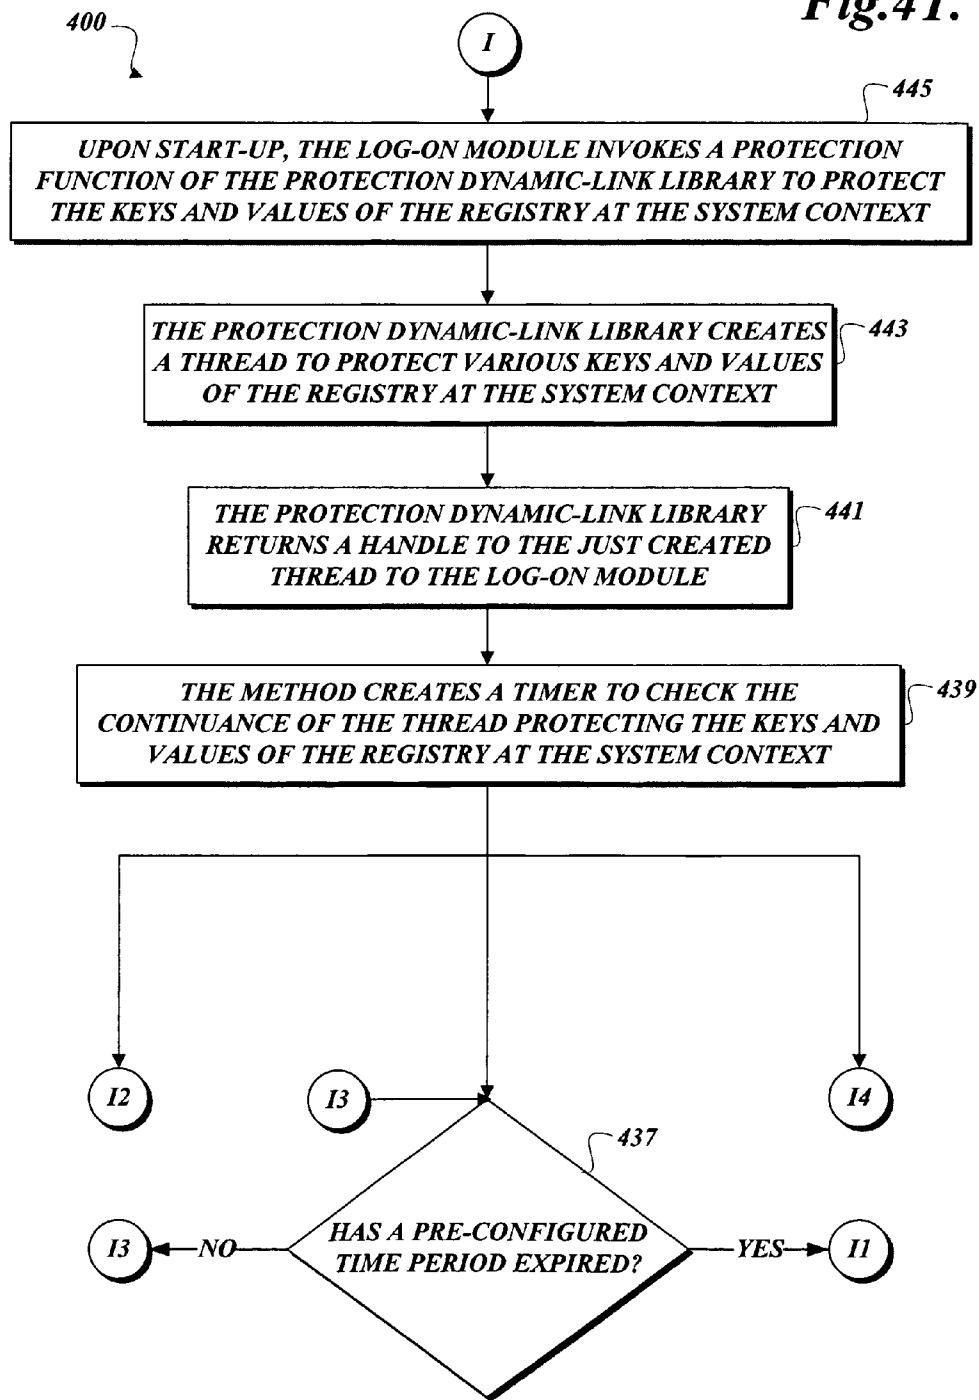 Fig.4I.
400
I
445
UPON START-UP, THE LOG-ON MODULE INVOKES A PROTECTION
FUNCTION OF THE PROTECTION DYNAMIC-LINK LIBRARY TO PROTECT
THE KEYS AND VALUES OF THE REGISTRY AT THE SYSTEM CONTEXT
443
THE PROTECTION DYNAMIC-LINK LIBRARY CREATES
A THREAD TO PROTECT VARIOUS KEYS AND VALUES
OF THE REGISTRY AT THE SYSTEM CONTEXT
441
THE PROTECTION DYNAMIC-LINK LIBRARY
RETURNS A HANDLE TO THE JUST CREATED
THREAD TO THE LOG-ON MODULE
439
THE METHOD CREATES A TIMER TO CHECK THE
CONTINUANCE OF THE THREAD PROTECTING THE KEYS AND
VALUES OF THE REGISTRY AT THE SYSTEM CONTEXT
I2
I3
I4
437
HAS A PRE-CONFIGURED
TIME PERIOD EXPIRED?
I3
NO
YES
I1